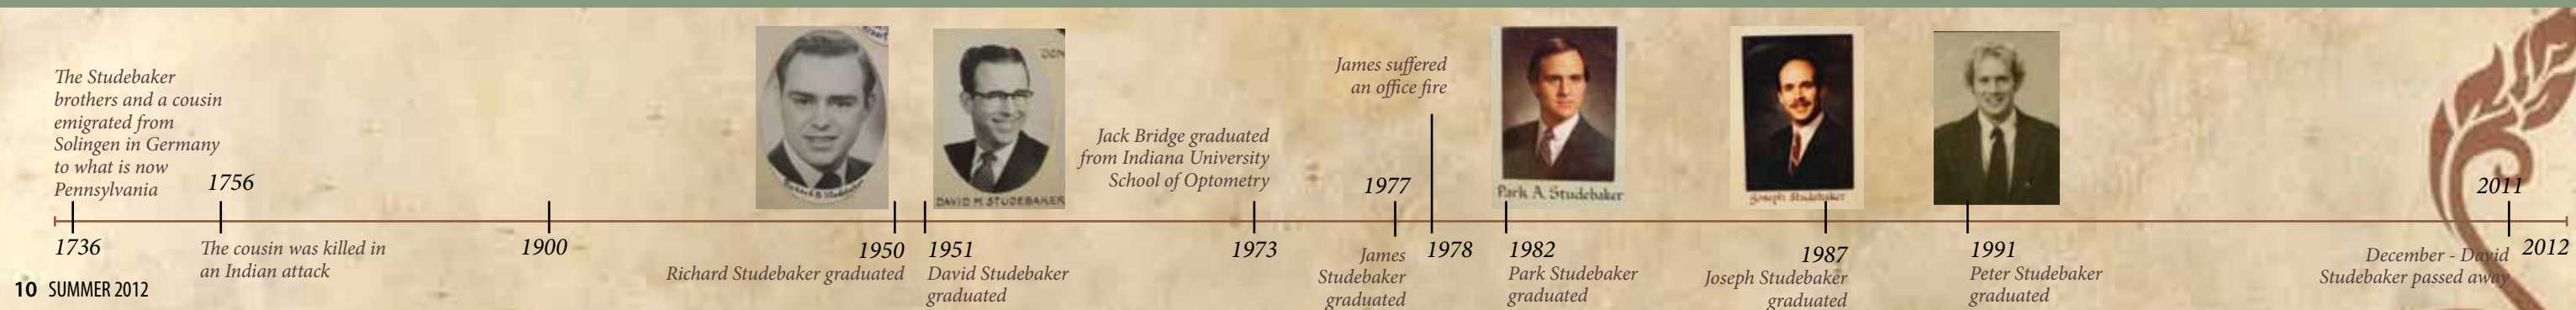 The Studebaker
brothers and a cousin
emigrated from
Solingen in Germany
to what is now
Pennsylvania
1736
1756
The cousin was killed in
an Indian attack
1900
1950
Richard Studebaker graduated
DAVID M STUDEBAKER
1951
David Studebaker
graduated
Jack Bridge graduated
from Indiana University
School of Optometry
1973
1977
James
Studebaker
graduated
James suffered
an office fire
1978
Park A. Studebaker
1982
Park Studebaker
graduated
Joseph Studebaker
1987
Joseph Studebaker
graduated
1991
Peter Studebaker
graduated
2011
December - David
Studebaker passed away
2012
10 SUMMER 2012